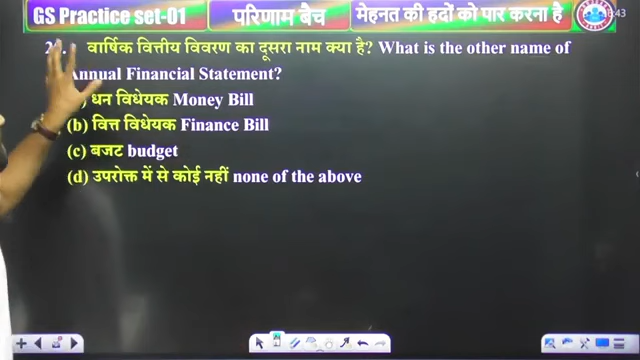 GS Practice set-01
परिणाम बैच
मेहनत की हदों को पार करना है
वार्षिक वित्तीय विवरण का दूसरा नाम क्या है? What is the other name of
Annual Financial Statement?
धन विधेयक Money Bill
(b) वित्त विधेयक Finance Bill
(c) बजट budget
(d) उपरोक्त में से कोई नहीं none of the above